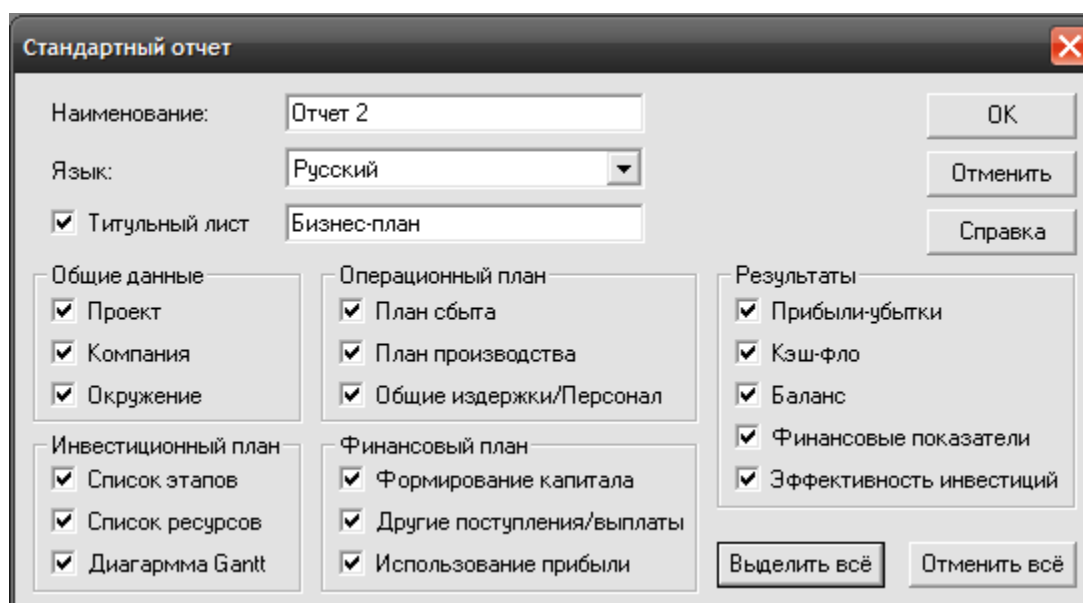 Стандартный отчет
Наименование:
Отчет 2
OK
Язык:
Русский
Отменить
Титульный лист
Бизнес-план
Справка
Общие данные
Проект
Компания
Окружение
Операционный план
План сбыта
План производства
Общие издержки/Персонал
Результаты
Прибыли-убытки
Кэш-фло
Баланс
Финансовые показатели
Эффективность инвестиций
Инвестиционный план
Список этапов
Список ресурсов
Диагармма Gantt
Финансовый план
Формирование капитала
Другие поступления/выплаты
Использование прибыли
Выделить всё
Отменить всё